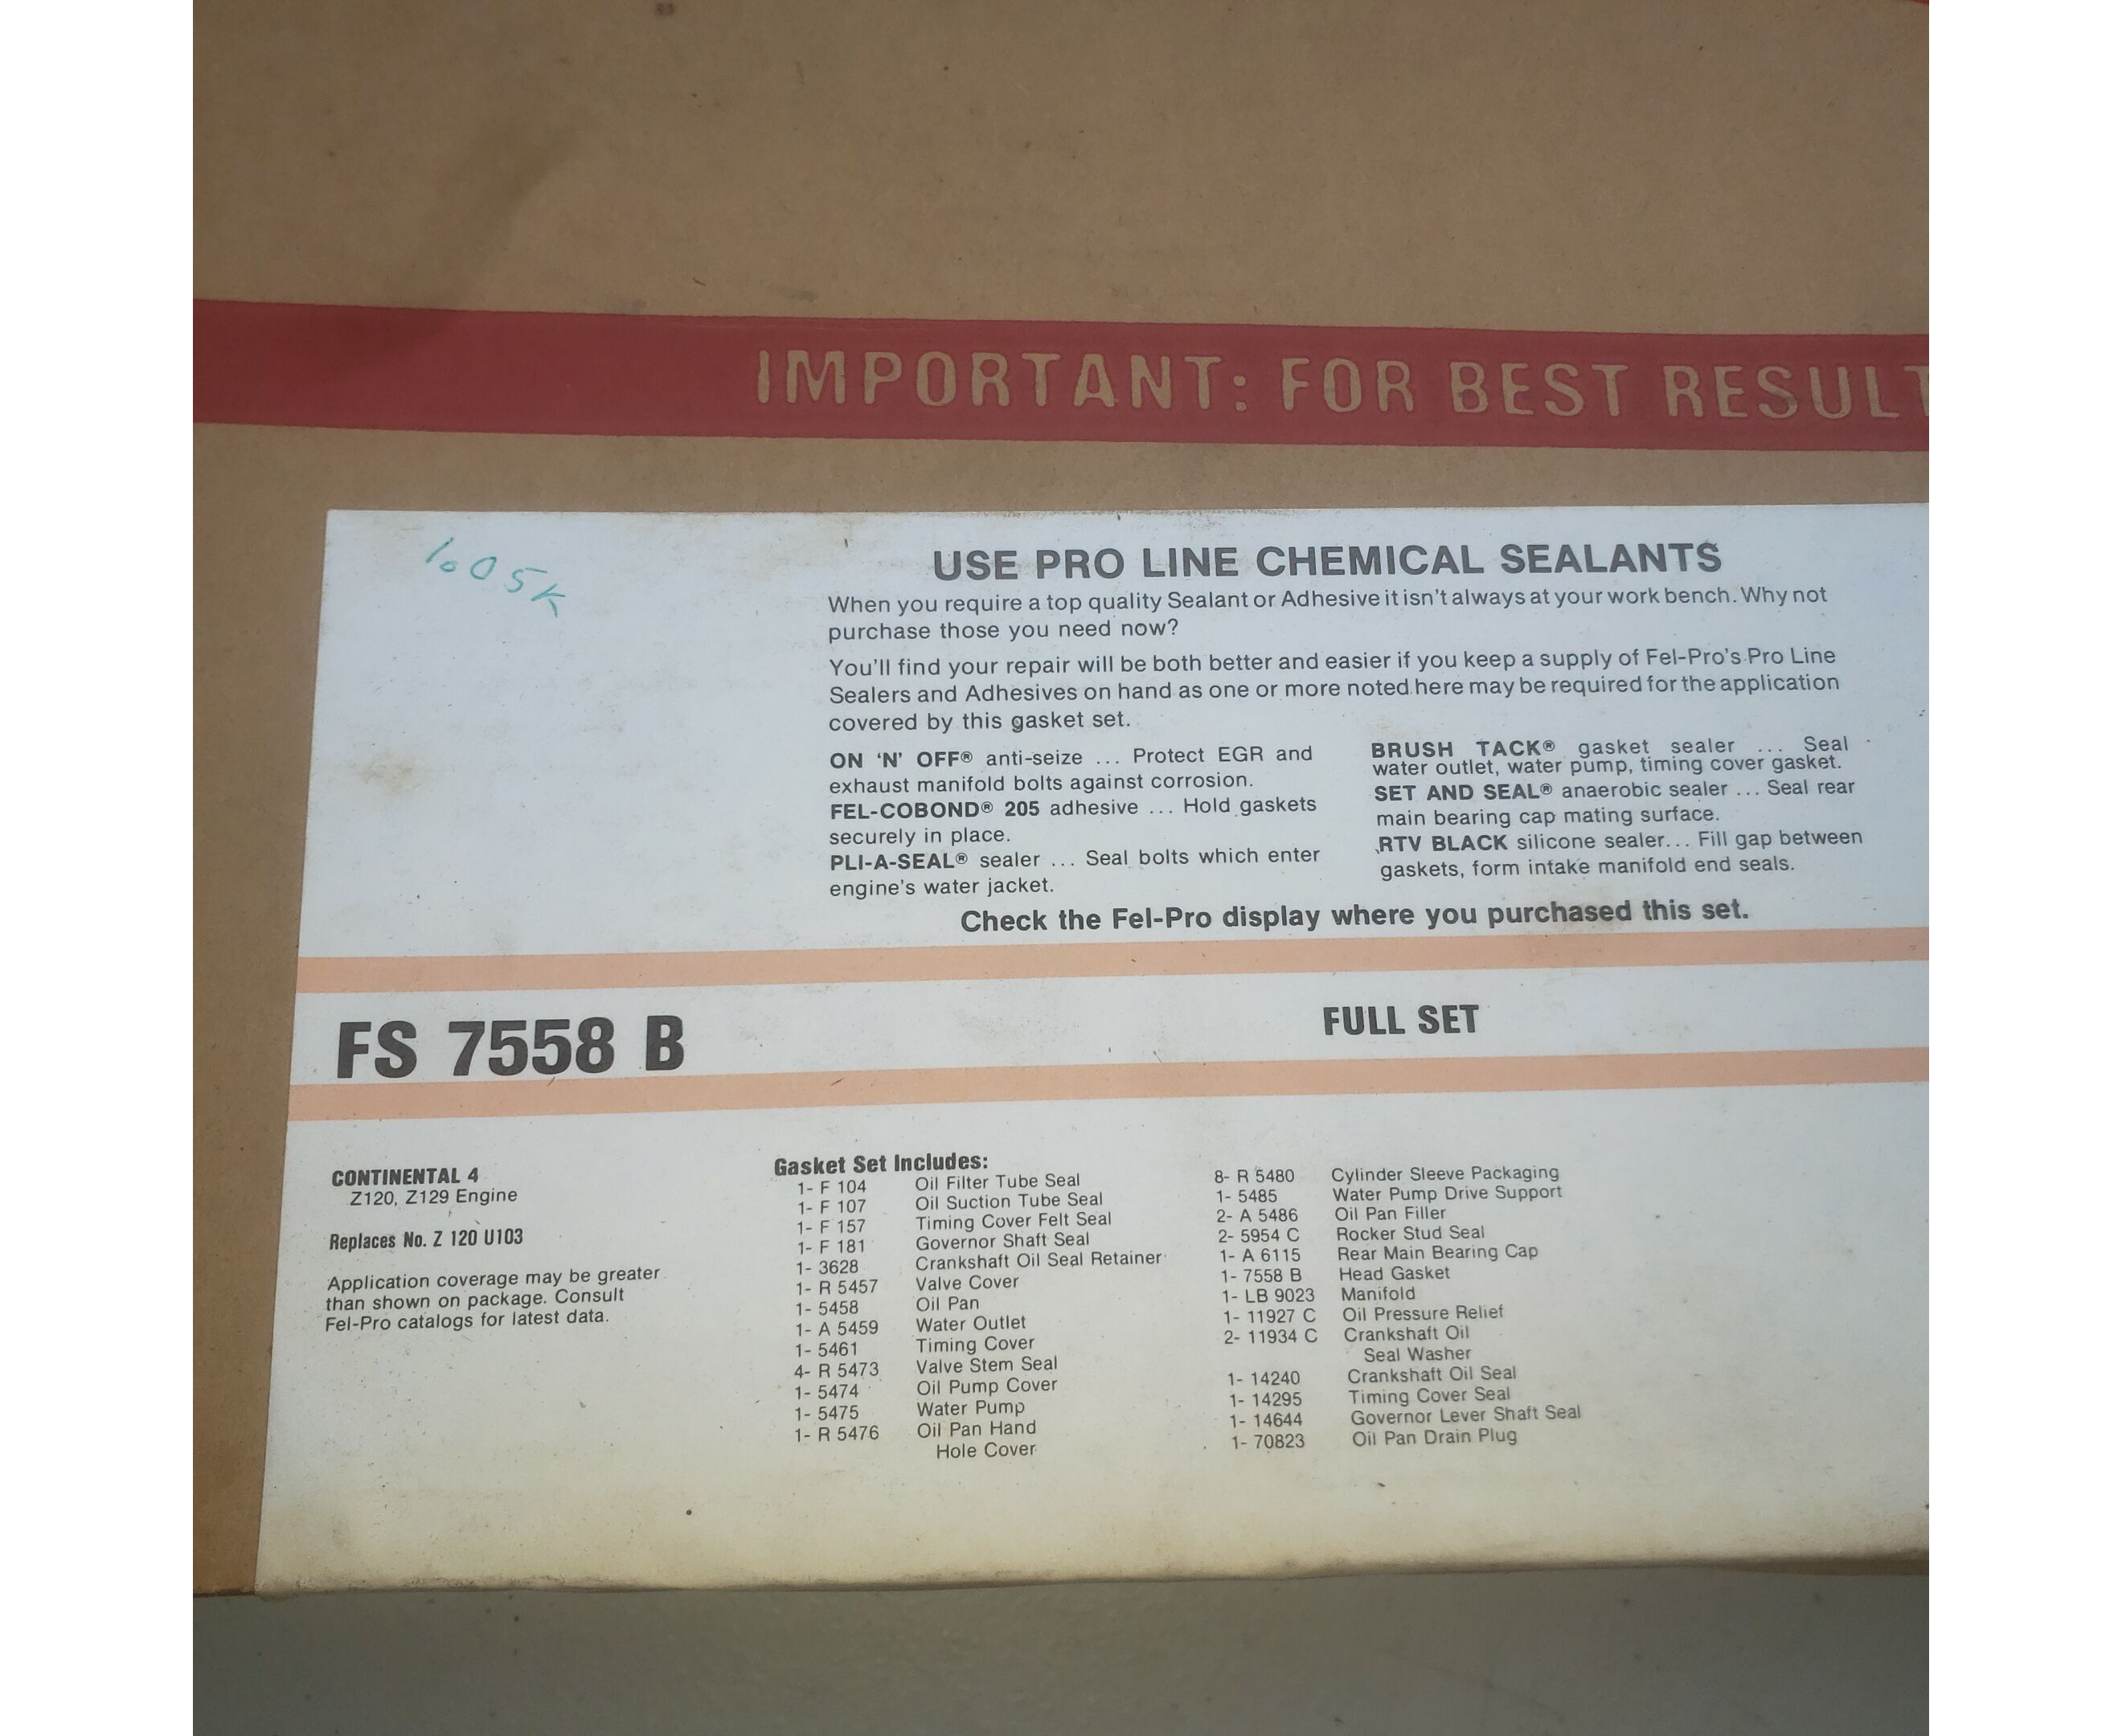 IMPORTANT: FOR BEST RESULT
1.05K
USE PRO LINE CHEMICAL SEALANTS
When you require a top quality Sealant or Adhesive it isn't always at your work bench. Why not
purchase those you need now?
You'll find your repair will be both better and easier if you keep a supply of Fel-Pro's Pro Line
Sealers and Adhesives on hand as one or more noted here may be required for the application
covered by this gasket set.
ON 'N' OFF® anti-seize ... Protect EGR and
exhaust manifold bolts against corrosion.
FEL-COBOND® 205 adhesive ... Hold gaskets
securely in place.
PLI-A-SEAL® sealer ... Seal bolts which enter
engine's water jacket.
BRUSH TACK® gasket sealer ... Seal
water outlet, water pump, timing cover gasket.
SET AND SEAL® anaerobic sealer ... Seal rear
main bearing cap mating surface.
RTV BLACK silicone sealer... Fill gap between
gaskets, form intake manifold end seals.
Check the Fel-Pro display where you purchased this set.
FS 7558 B
FULL SET
CONTINENTAL 4
Z120, Z129 Engine
Replaces No. Z 120 U103
Application coverage may be greater
than shown on package. Consult
Fel-Pro catalogs for latest data.
Gasket Set Includes:
1- F 104 Oil Filter Tube Seal
1- F 107 Oil Suction Tube Seal
1- F 157 Timing Cover Felt Seal
1- F 181 Governor Shaft Seal
1- 3628 Crankshaft Oil Seal Retainer
1- R 5457 Valve Cover
1- 5458 Oil Pan
1- A 5459 Water Outlet
1- 5461 Timing Cover
4- R 5473 Valve Stem Seal
1- 5474 Oil Pump Cover
1- 5475 Water Pump
1- R 5476 Oil Pan Hand
Hole Cover
8- R 5480 Cylinder Sleeve Packaging
1- 5485 Water Pump Drive Support
2- A 5486 Oil Pan Filler
2- 5954 C Rocker Stud Seal
1- A 6115 Rear Main Bearing Cap
1- 7558 B Head Gasket
1- LB 9023 Manifold
1- 11927 C Oil Pressure Relief
2- 11934 C Crankshaft Oil
Seal Washer
1- 14240 Crankshaft Oil Seal
1- 14295 Timing Cover Seal
1- 14644 Governor Lever Shaft Seal
1- 70823 Oil Pan Drain Plug